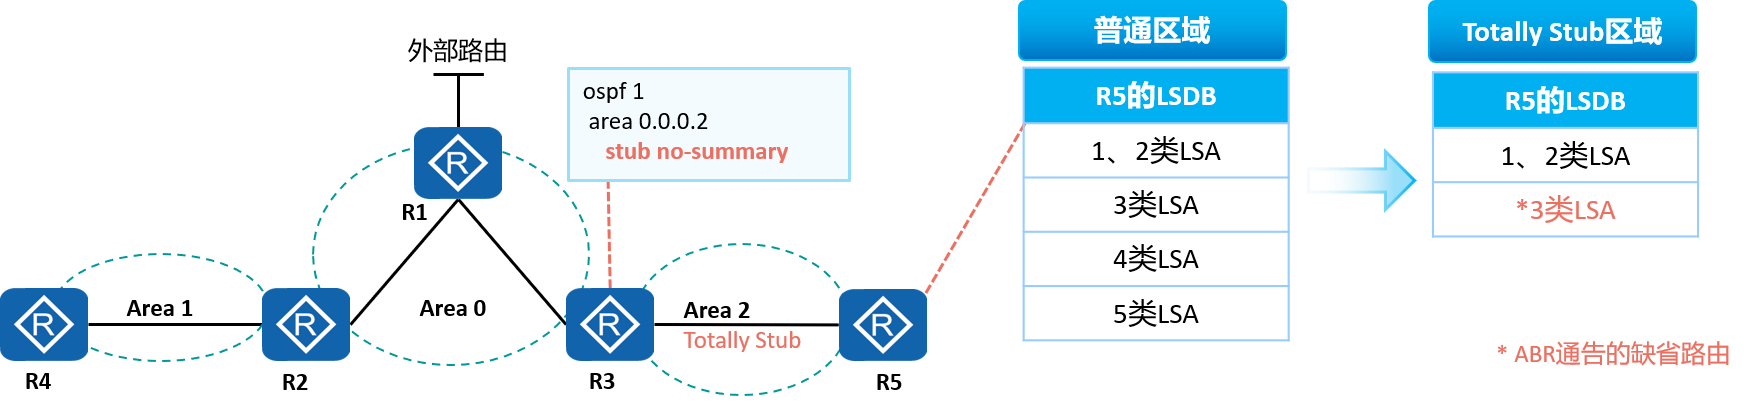 外部路由
ospf 1
area 0.0.0.2
stub no-summary
R
R1
R
R4
Area 1
R
R2
Area 0
R
R3
Area 2
Totally Stub
R
R5
普通区域
R5的LSDB
1、2类LSA
3类LSA
4类LSA
5类LSA
Totally Stub区域
R5的LSDB
1、2类LSA
*3类LSA
* ABR通告的缺省路由